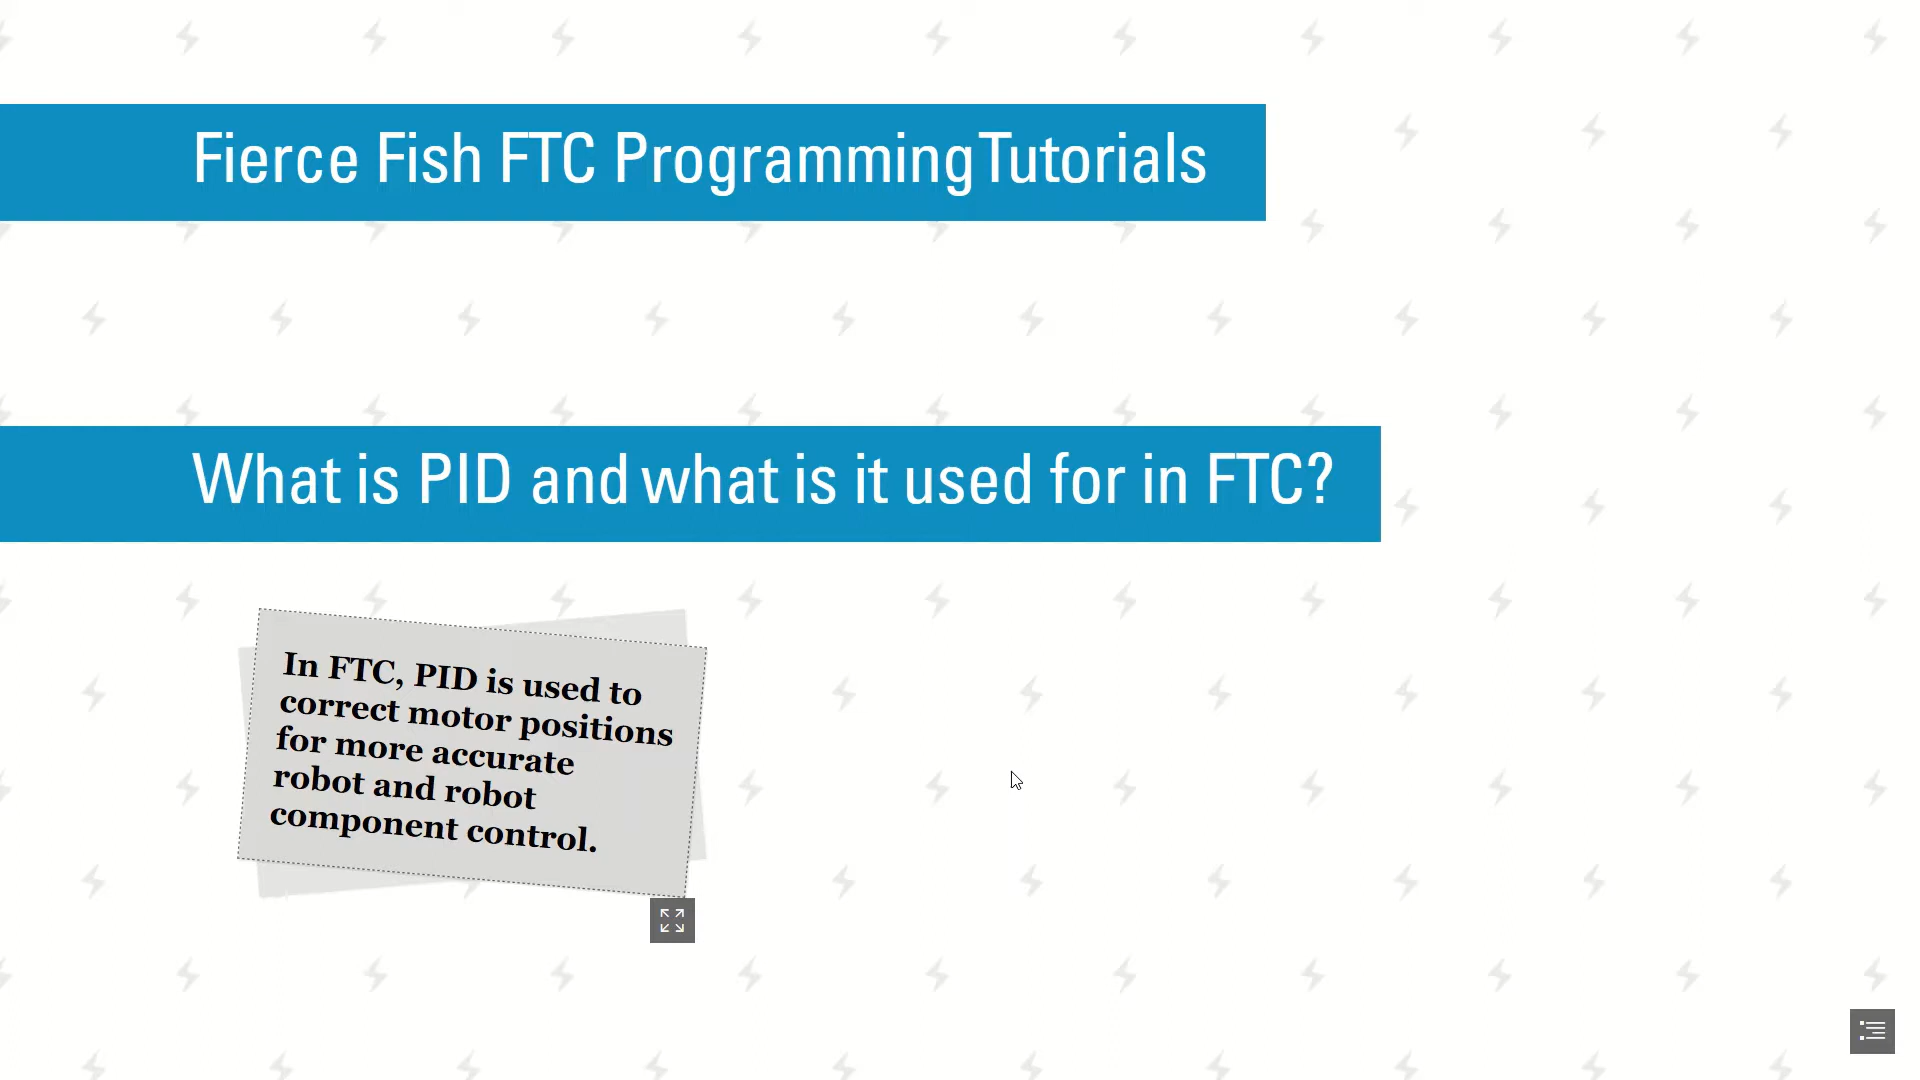 Fierce Fish FTC Programming Tutorials
What is PID and what is it used for in FTC?
In FTC, PID is used to
correct motor positions
for more accurate
robot and robot
component control.